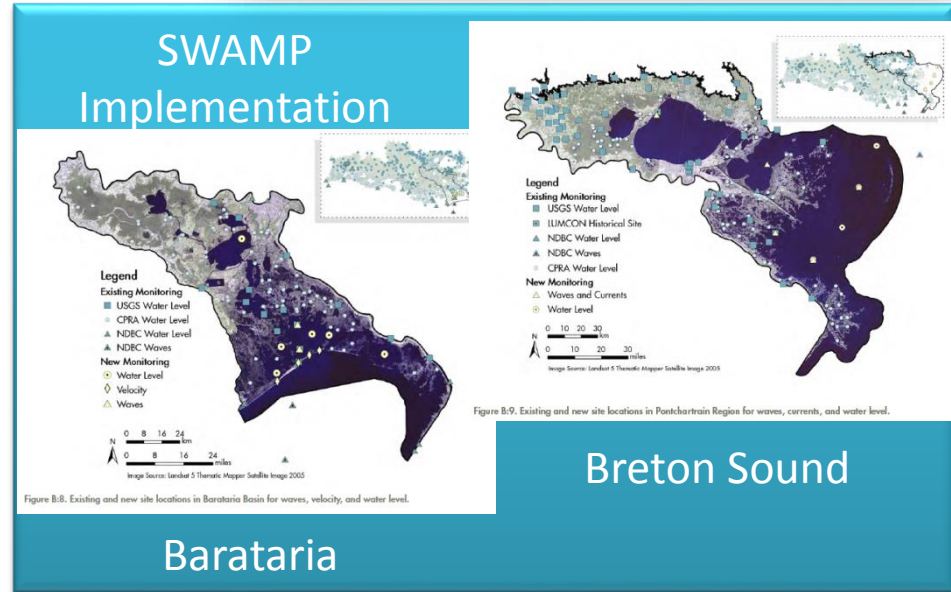 SWAMP
Implementation
Legend
Existing Monitoring
USGS Water Level
CPRA Water Level
NDBC Water Level
NDBC Waves
New Monitoring
Water Level
Velocity
Waves
N
0 8 16 24
km
0 8 16 24
miles
Image Source: Landsat 5 Thematic Mapper Satellite Image 2005
Figure B:8. Existing and new site locations in Barataria Basin for waves, velocity, and water level.
Barataria
Legend
Existing Monitoring
USGS Water Level
LUMCON Historical Site
NDBC Water Level
NDBC Waves
CPRA Water Level
New Monitoring
Waves and Currents
Water Level
0 10 20 30
km
N
0 10 20 30
miles
Image Source: Landsat 5 Thematic Mapper Satellite Image 2005
Figure B:9. Existing and new site locations in Pontchartrain Region for waves, currents, and water level.
Breton Sound